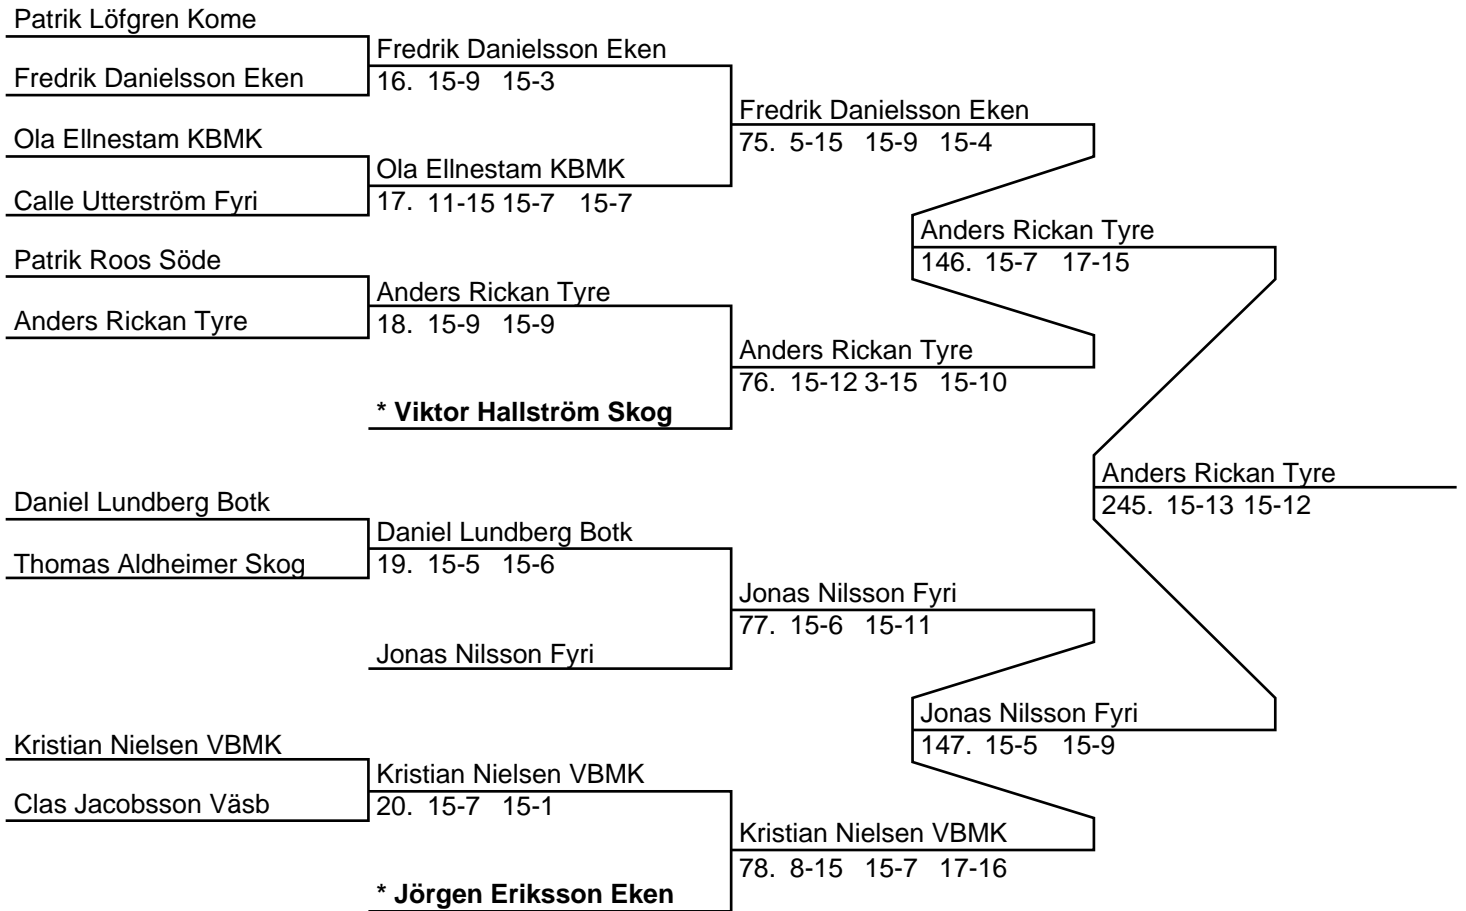 Patrik Löfgren Kome
Fredrik Danielsson Eken
Fredrik Danielsson Eken
16. 15-9 15-3
Fredrik Danielsson Eken
75. 5-15 15-9 15-4
Ola Ellnestam KBMK
Ola Ellnestam KBMK
Calle Utterström Fyri
17. 11-15 15-7 15-7
Anders Rickan Tyre
146. 15-7 17-15
Patrik Roos Söde
Anders Rickan Tyre
Anders Rickan Tyre
18. 15-9 15-9
Anders Rickan Tyre
76. 15-12 3-15 15-10
* Viktor Hallström Skog
Anders Rickan Tyre
245. 15-13 15-12
Daniel Lundberg Botk
Daniel Lundberg Botk
Thomas Aldheimer Skog
19. 15-5 15-6
Jonas Nilsson Fyri
77. 15-6 15-11
Jonas Nilsson Fyri
Jonas Nilsson Fyri
147. 15-5 15-9
Kristian Nielsen VBMK
Kristian Nielsen VBMK
Clas Jacobsson Väsb
20. 15-7 15-1
Kristian Nielsen VBMK
78. 8-15 15-7 17-16
* Jörgen Eriksson Eken